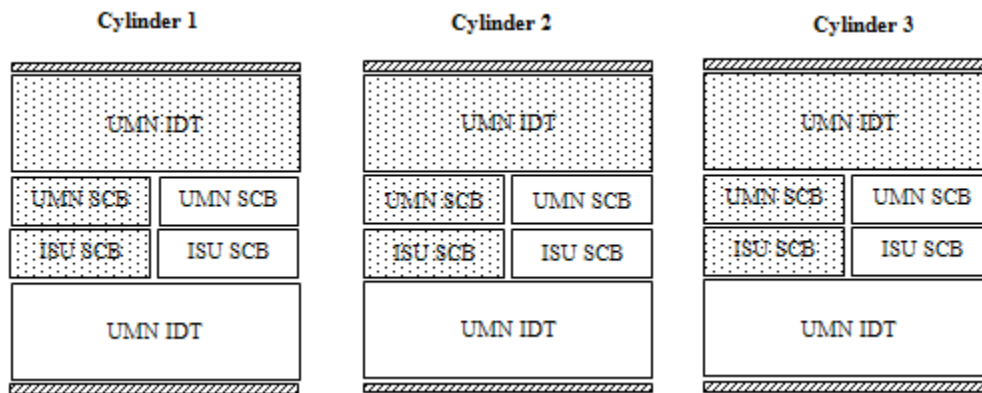 Cylinder 1 Cylinder 2 Cylinder 3
UMN IDT UMN IDT UMN IDT
UMN SCB UMN SCB UMN SCB UMN SCB UMN SCB UMN SCB
ISU SCB ISU SCB ISU SCB ISU SCB ISU SCB ISU SCB
UMN IDT UMN IDT UMN IDT